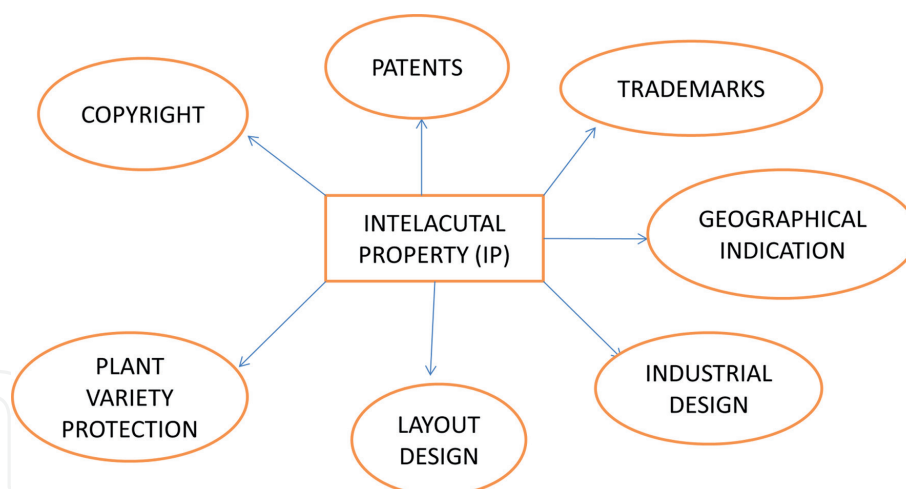 PATENTS
TRADEMARKS
COPYRIGHT
INTELACUTAL
PROPERTY (IP)
GEOGRAPHICAL
INDICATION
PLANT
VARIETY
PROTECTION
LAYOUT
DESIGN
INDUSTRIAL
DESIGN